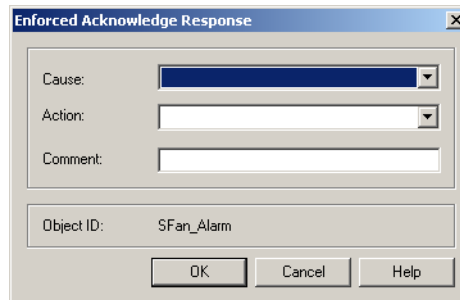 Enforced Acknowledge Response
Cause:
Action:
Comment:
Object ID: SFan_Alarm
OK Cancel Help